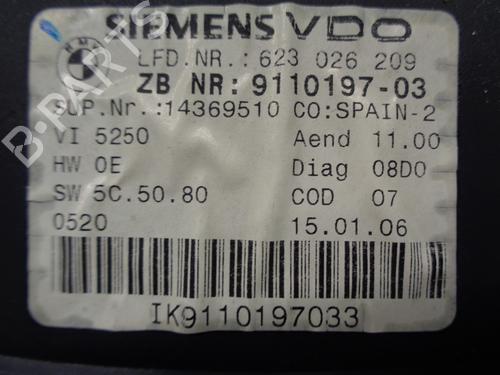 SIEMENS VDO
LFD.NR.:623 026 209
ZB NR:9110197-03
SUP.Nr.:14369510 CO:SPAIN-2
VI 5250 Aend 11.00
HW 0E Diag 08D0
SW 5C.50.80 COD 07
0520 15.01.06
IK9110197033
B-PARTS